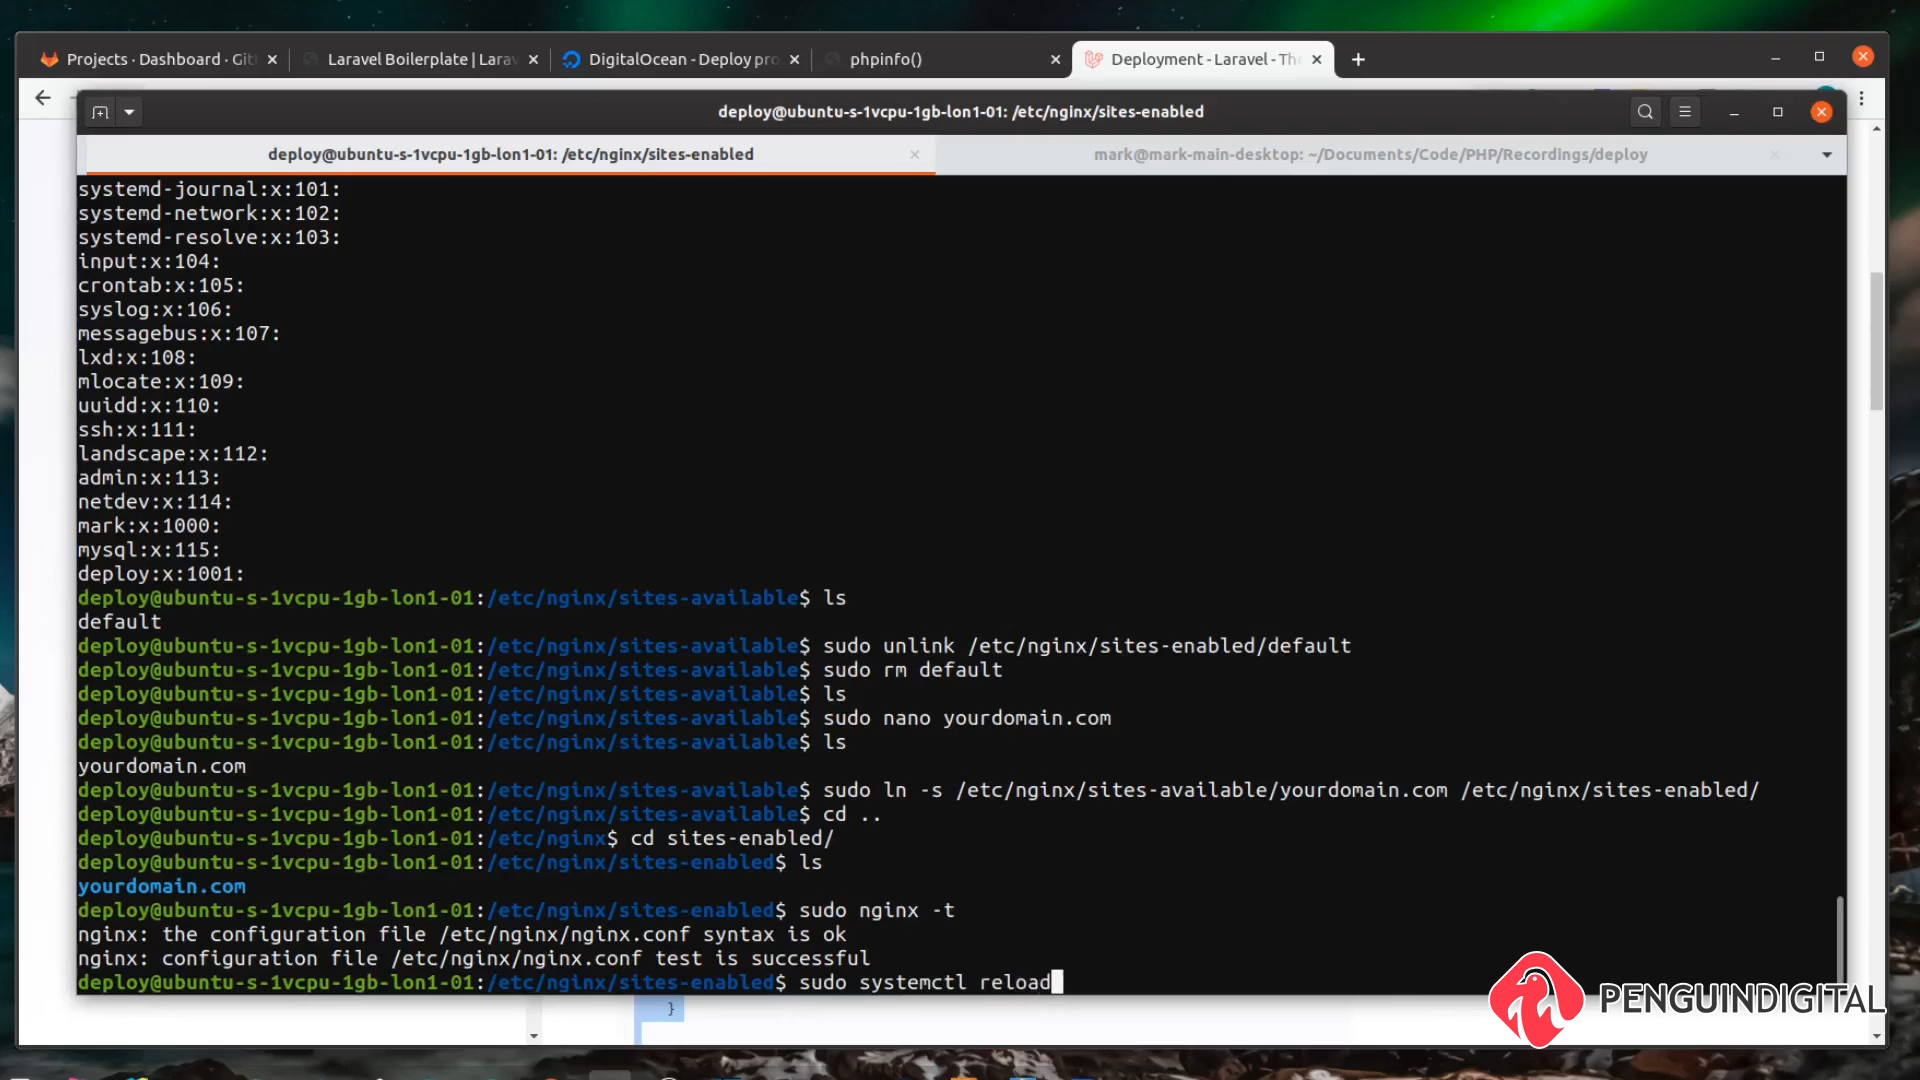 Projects · Dashboard · Git
Laravel Boilerplate | Larav
DigitalOcean - Deploy pro
phpinfo()
Deployment - Laravel - The
deploy@ubuntu-s-1vcpu-1gb-lon1-01: /etc/nginx/sites-enabled
deploy@ubuntu-s-1vcpu-1gb-lon1-01: /etc/nginx/sites-enabled
mark@mark-main-desktop: ~/Documents/Code/PHP/Recordings/deploy
systemd-journal:x:101:
systemd-network:x:102:
systemd-resolve:x:103:
input:x:104:
crontab:x:105:
syslog:x:106:
messagebus:x:107:
lxd:x:108:
mlocate:x:109:
uuidd:x:110:
ssh:x:111:
landscape:x:112:
admin:x:113:
netdev:x:114:
mark:x:1000:
mysql:x:115:
deploy:x:1001:
deploy@ubuntu-s-1vcpu-1gb-lon1-01:/etc/nginx/sites-available$ ls
default
deploy@ubuntu-s-1vcpu-1gb-lon1-01:/etc/nginx/sites-available$ sudo unlink /etc/nginx/sites-enabled/default
deploy@ubuntu-s-1vcpu-1gb-lon1-01:/etc/nginx/sites-available$ sudo rm default
deploy@ubuntu-s-1vcpu-1gb-lon1-01:/etc/nginx/sites-available$ ls
deploy@ubuntu-s-1vcpu-1gb-lon1-01:/etc/nginx/sites-available$ sudo nano yourdomain.com
deploy@ubuntu-s-1vcpu-1gb-lon1-01:/etc/nginx/sites-available$ ls
yourdomain.com
deploy@ubuntu-s-1vcpu-1gb-lon1-01:/etc/nginx/sites-available$ sudo ln -s /etc/nginx/sites-available/yourdomain.com /etc/nginx/sites-enabled/
deploy@ubuntu-s-1vcpu-1gb-lon1-01:/etc/nginx/sites-available$ cd ..
deploy@ubuntu-s-1vcpu-1gb-lon1-01:/etc/nginx$ cd sites-enabled/
deploy@ubuntu-s-1vcpu-1gb-lon1-01:/etc/nginx/sites-enabled$ ls
yourdomain.com
deploy@ubuntu-s-1vcpu-1gb-lon1-01:/etc/nginx/sites-enabled$ sudo nginx -t
nginx: the configuration file /etc/nginx/nginx.conf syntax is ok
nginx: configuration file /etc/nginx/nginx.conf test is successful
deploy@ubuntu-s-1vcpu-1gb-lon1-01:/etc/nginx/sites-enabled$ sudo systemctl reload
}
PENGUINDIGITAL